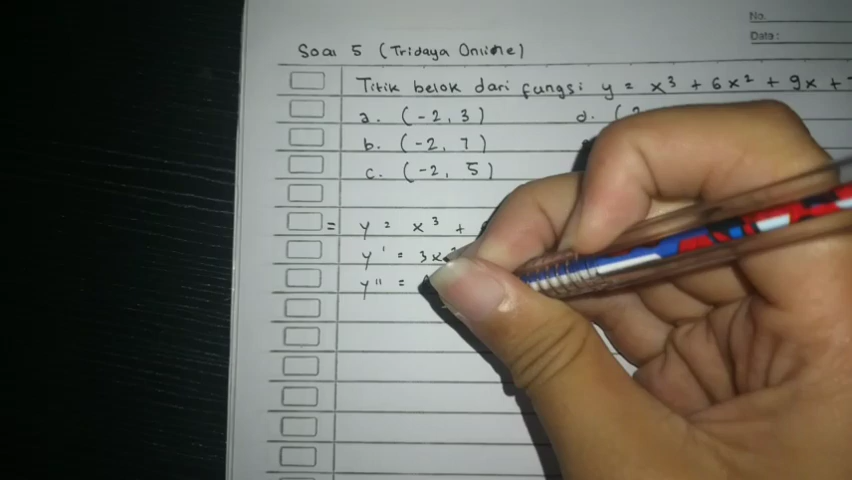 No.
Date :
Soal 5 (Tridaya Online)
Titik belok dari fungsi y = x³ + 6x² + 9x +
a. (-2, 3) d. (
b. (-2, 7)
c. (-2, 5)
= y = x³ +
y' = 3x
y'' =